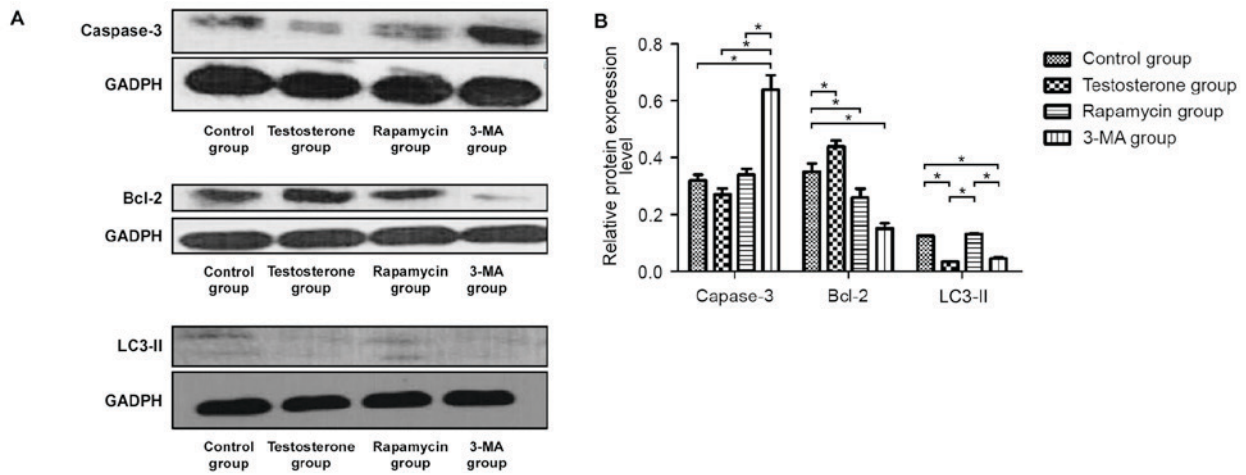 A
Caspase-3
GADPH
Control group Testosterone group Rapamycin group 3-MA group
Bcl-2
GADPH
Control group Testosterone group Rapamycin group 3-MA group
LC3-II
GADPH
Control group Testosterone group Rapamycin group 3-MA group
B
Relative protein expression
level
0.8
0.6
0.4
0.2
0.0
* * *
* * *
* * * *
Capase-3 Bcl-2 LC3-II
Control group
Testosterone group
Rapamycin group
3-MA group